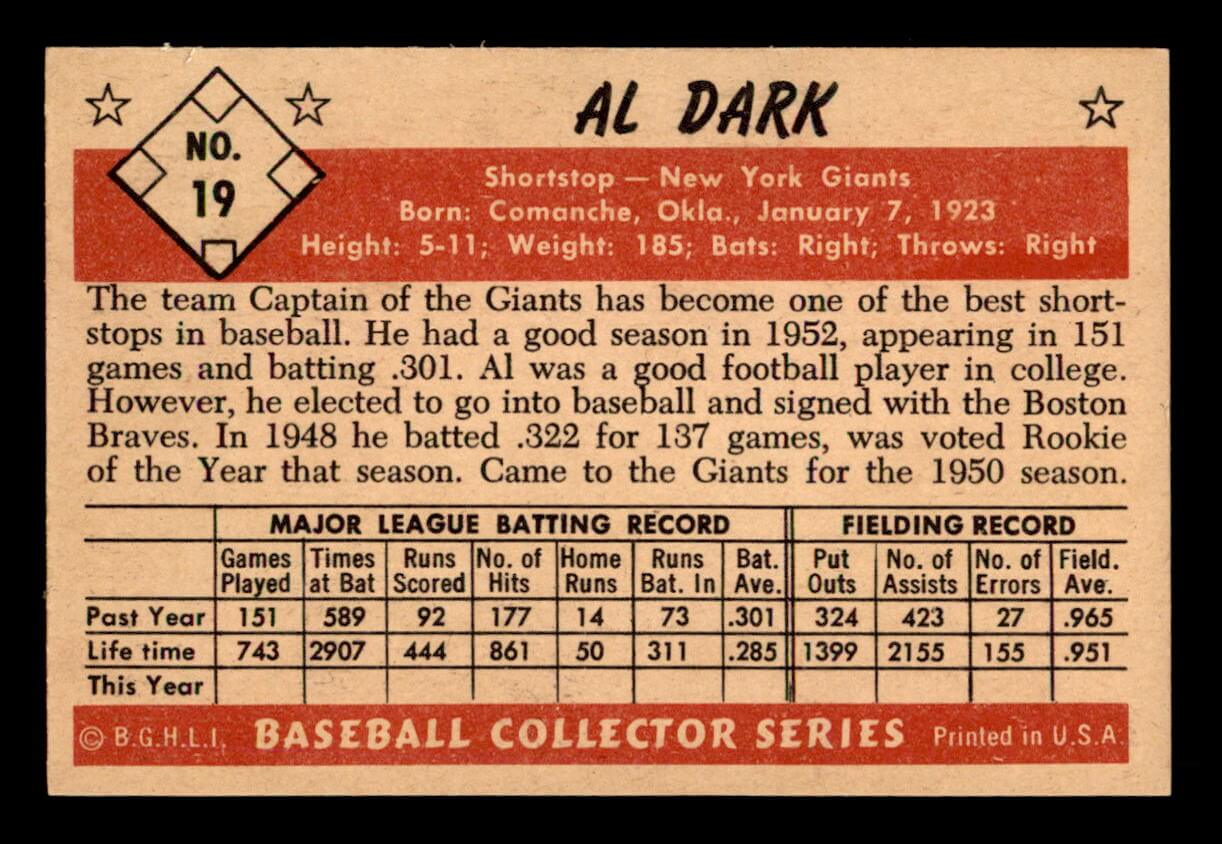 AL DARK
NO.
19
Shortstop — New York Giants
Born: Comanche, Okla., January 7, 1923
Height: 5-11; Weight: 185; Bats: Right; Throws: Right
The team Captain of the Giants has become one of the best short-
stops in baseball. He had a good season in 1952, appearing in 151
games and batting .301. Al was a good football player in college.
However, he elected to go into baseball and signed with the Boston
Braves. In 1948 he batted .322 for 137 games, was voted Rookie
of the Year that season. Came to the Giants for the 1950 season.
MAJOR LEAGUE BATTING RECORD FIELDING RECORD
Games Times Runs No. of Home Runs Bat. Put No. of No. of Field.
Played at Bat Scored Hits Runs Bat. In Ave. Outs Assists Errors Ave.
Past Year 151 589 92 177 14 73 .301 324 423 27 .965
Life time 743 2907 444 861 50 311 .285 1399 2155 155 .951
This Year
© B.G.H.L.I. BASEBALL COLLECTOR SERIES Printed in U.S.A.